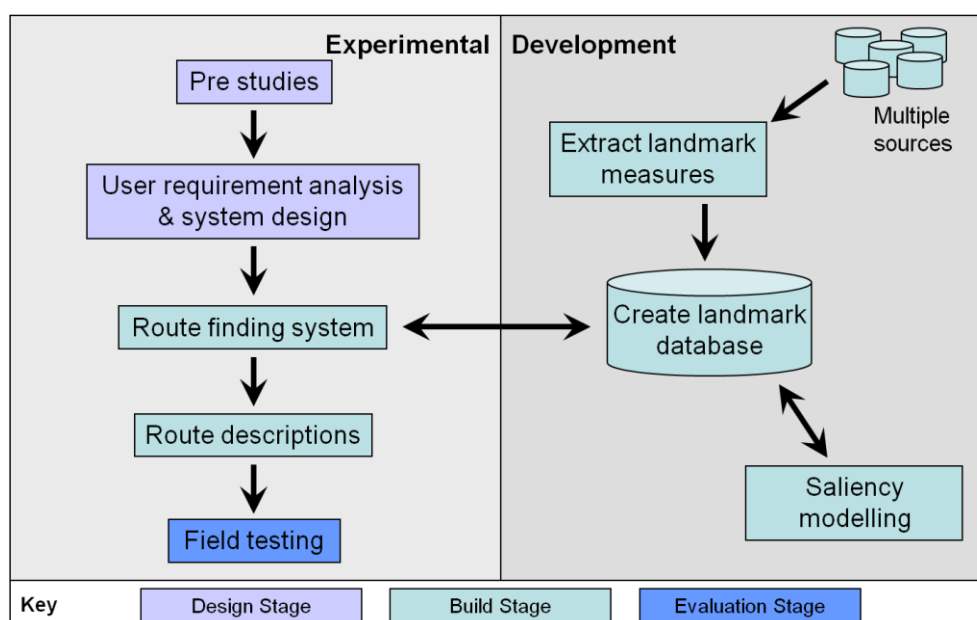 Experimental
Development
Pre studies
User requirement analysis
& system design
Route finding system
Route descriptions
Field testing
Multiple
sources
Extract landmark
measures
Create landmark
database
Saliency
modelling
Key
Design Stage
Build Stage
Evaluation Stage